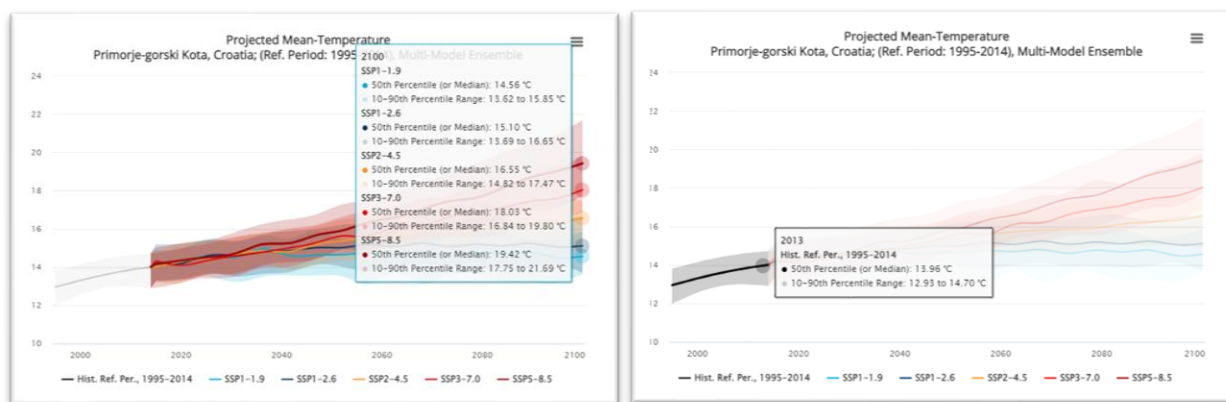 Projected Mean-Temperature
Primorje-gorski Kota, Croatia; (Ref. Period: 1995-2014), Multi-Model Ensemble
24
22
20
18
16
14
12
10
2000
2020
2040
2060
2080
2100
2100
SSP1-1.9
50th Percentile (or Median): 14.56 °C
10-90th Percentile Range: 13.62 to 15.85 °C
SSP1-2.6
50th Percentile (or Median): 15.10 °C
10-90th Percentile Range: 13.69 to 16.65 °C
SSP2-4.5
50th Percentile (or Median): 16.55 °C
10-90th Percentile Range: 14.82 to 17.47 °C
SSP3-7.0
50th Percentile (or Median): 18.03 °C
10-90th Percentile Range: 16.84 to 19.80 °C
SSP5-8.5
50th Percentile (or Median): 19.42 °C
10-90th Percentile Range: 17.75 to 21.69 °C
Hist. Ref. Per., 1995-2014 SSP1-1.9 SSP1-2.6 SSP2-4.5 SSP3-7.0 SSP5-8.5
Projected Mean-Temperature
Primorje-gorski Kota, Croatia; (Ref. Period: 1995-2014), Multi-Model Ensemble
24
22
20
18
16
14
12
10
2013
Hist. Ref. Per., 1995-2014
50th Percentile (or Median): 13.96 °C
10-90th Percentile Range: 12.93 to 14.70 °C
2000
2020
2040
2060
2080
2100
Hist. Ref. Per., 1995-2014 SSP1-1.9 SSP1-2.6 SSP2-4.5 SSP3-7.0 SSP5-8.5